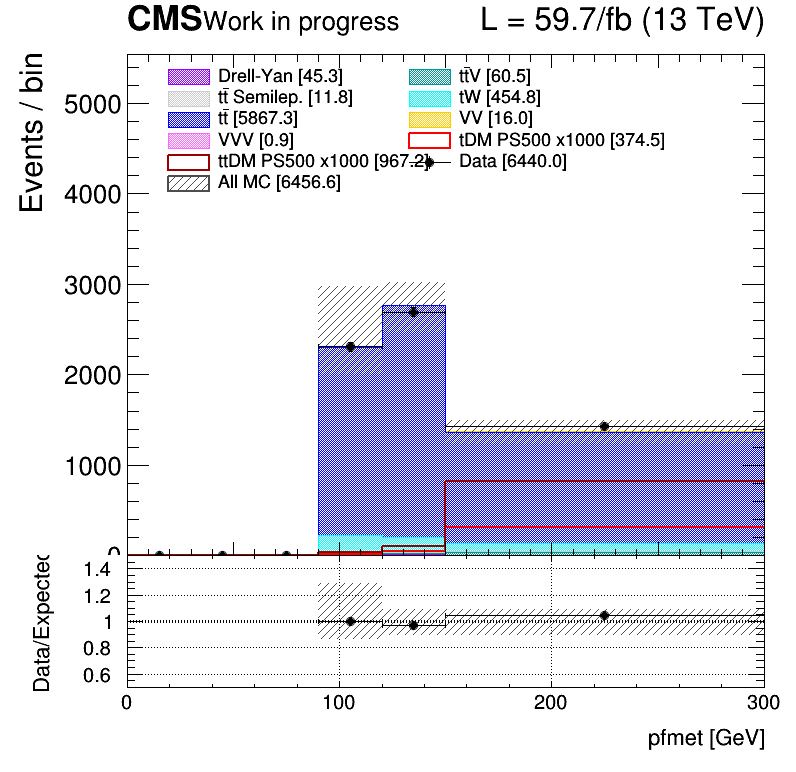 CMS Work in progress L = 59.7/fb (13 TeV)
Events / bin
Drell-Yan [45.3] tt̄V [60.5]
tt̄ Semilep. [11.8] tW [454.8]
tt̄ [5867.3] VV [16.0]
VVV [0.9] tDM PS500 x1000 [374.5]
ttDM PS500 x1000 [967.2] Data [6440.0]
All MC [6456.6]
5000
4000
3000
2000
1000
0
Data/Expected
1.4
1.2
1
0.8
0.6
0 100 200 300
pfmet [GeV]